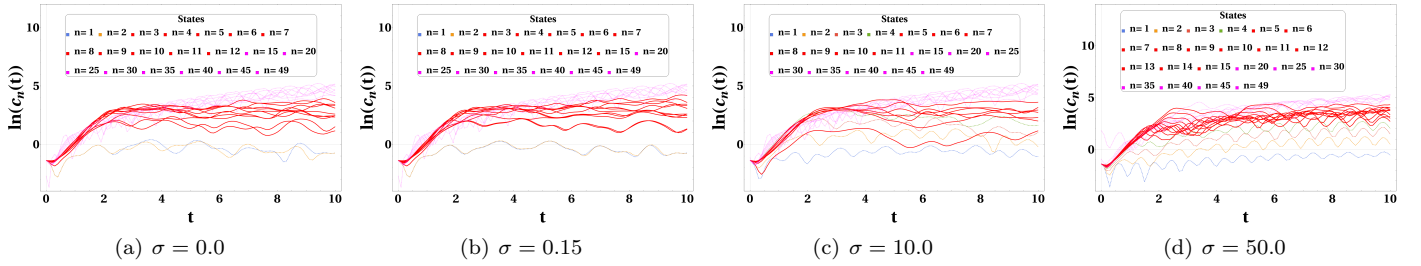 States
n= 1 n= 2 n= 3 n= 4 n= 5 n= 6 n= 7
n= 8 n= 9 n= 10 n= 11 n= 12 n= 15 n= 20
n= 25 n= 30 n= 35 n= 40 n= 45 n= 49
ln(cn(t))
10
5
0
0 2 4 6 8 10
t
(a) σ = 0.0
States
n= 1 n= 2 n= 3 n= 4 n= 5 n= 6 n= 7
n= 8 n= 9 n= 10 n= 11 n= 12 n= 15 n= 20
n= 25 n= 30 n= 35 n= 40 n= 45 n= 49
ln(cn(t))
10
5
0
0 2 4 6 8 10
t
(b) σ = 0.15
States
n= 1 n= 2 n= 3 n= 4 n= 5 n= 6 n= 7
n= 8 n= 9 n= 10 n= 11 n= 15 n= 20 n= 25
n= 30 n= 35 n= 40 n= 45 n= 49
ln(cn(t))
10
5
0
0 2 4 6 8 10
t
(c) σ = 10.0
States
n= 1 n= 2 n= 3 n= 4 n= 5 n= 6
n= 7 n= 8 n= 9 n= 10 n= 11 n= 12
n= 13 n= 14 n= 15 n= 20 n= 25 n= 30
n= 35 n= 40 n= 45 n= 49
ln(cn(t))
10
5
0
0 2 4 6 8 10
t
(d) σ = 50.0